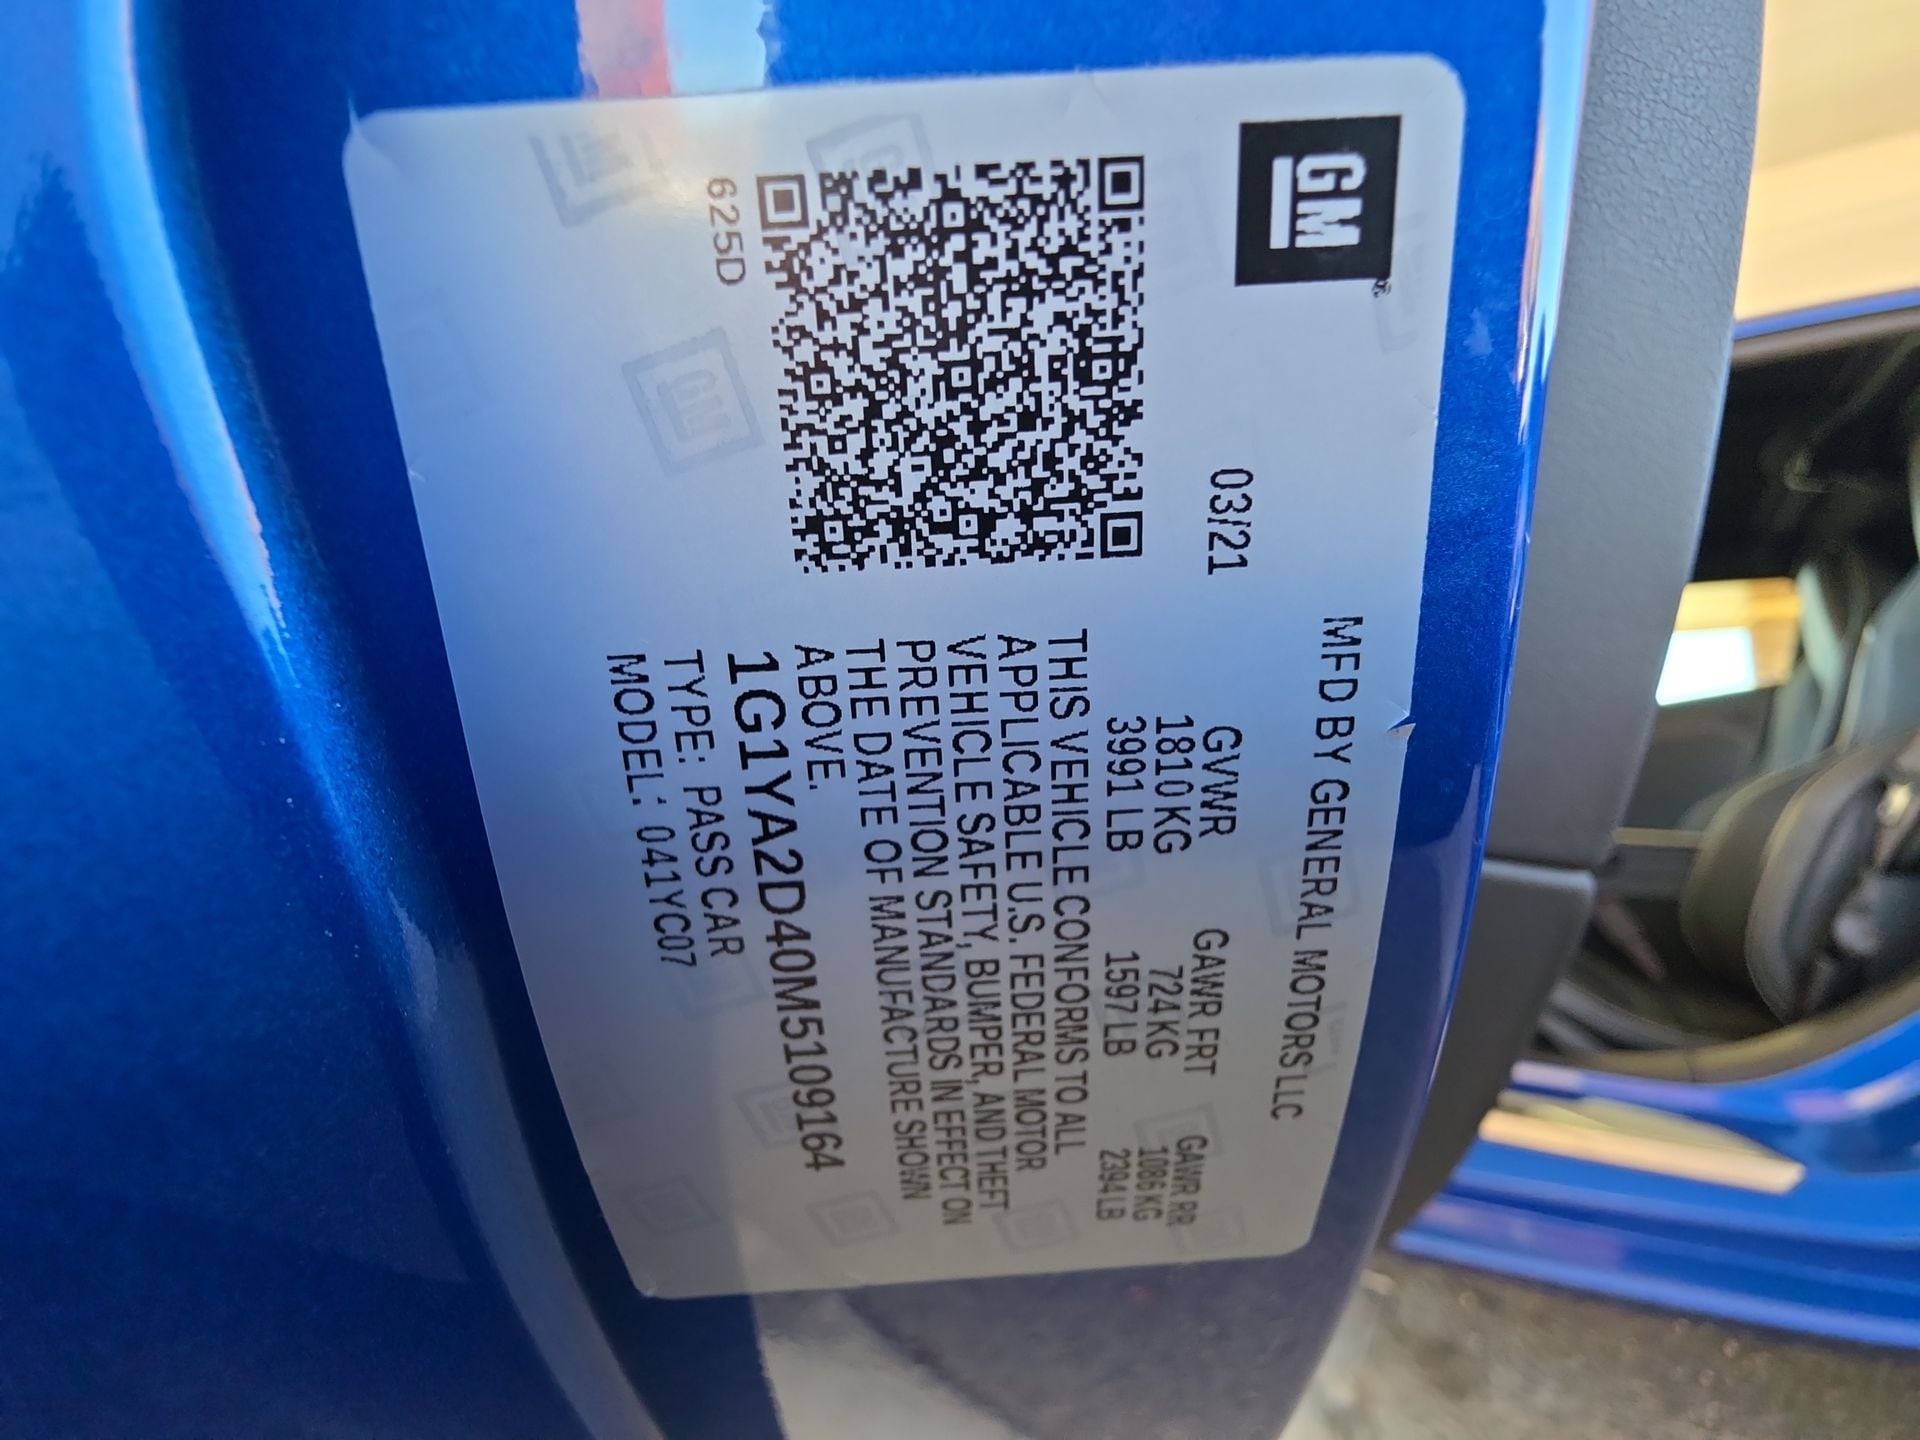 GM
MFD BY GENERAL MOTORS LLC
03/21
GVWR GAWR FRT GAWR RR
1810 KG 724 KG 1086 KG
3991 LB 1597 LB 2394 LB
THIS VEHICLE CONFORMS TO ALL
APPLICABLE U.S. FEDERAL MOTOR
VEHICLE SAFETY, BUMPER, AND THEFT
PREVENTION STANDARDS IN EFFECT ON
THE DATE OF MANUFACTURE SHOWN
ABOVE.
1G1YA2D40M5109164
TYPE: PASS CAR
MODEL: 041YC07
625D